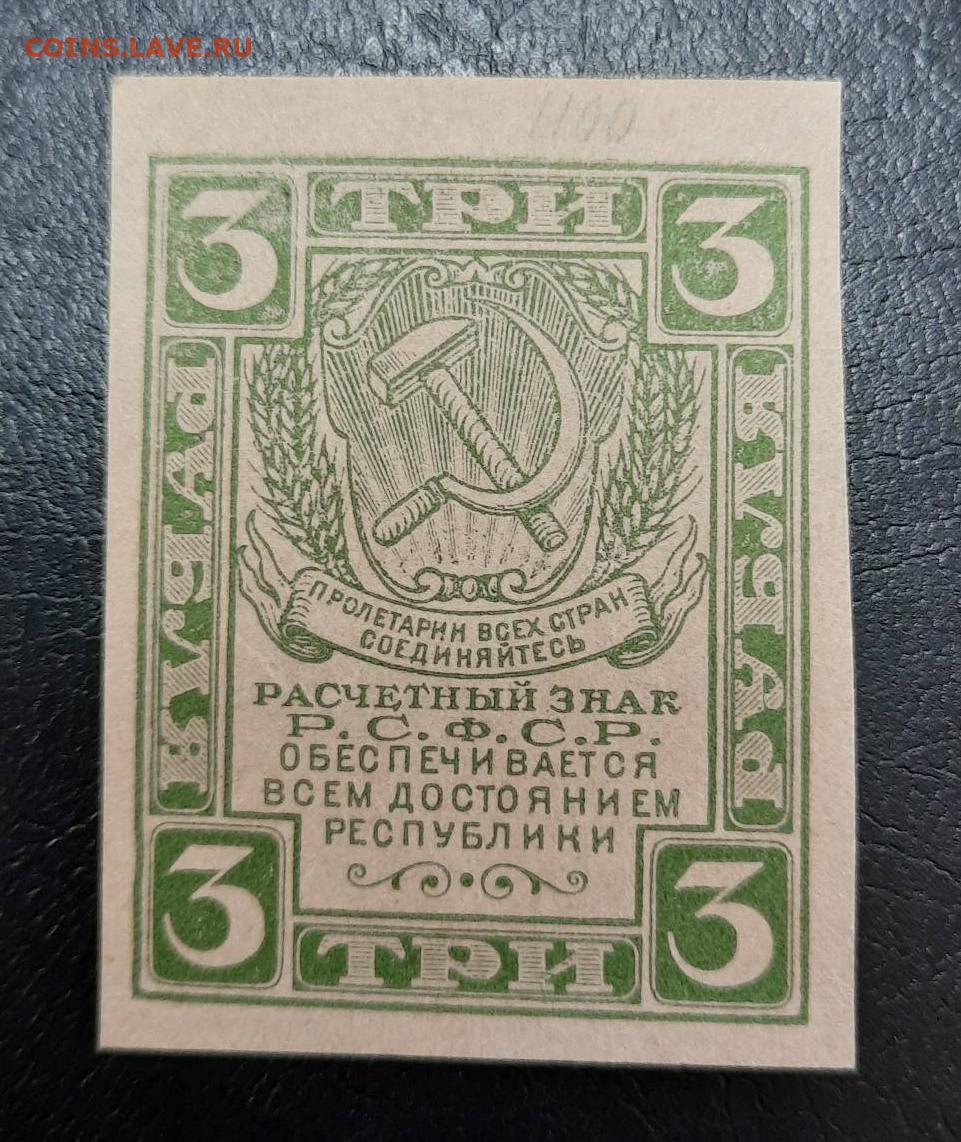 COINS.LAVE.RU
1100
3 ТРИ 3
РУБЛЯ
РУБЛЯ
ПРОЛЕТАРИИ ВСЕХ СТРАН
СОЕДИНЯЙТЕСЬ
РАСЧЕТНЫЙ ЗНАК
Р.С.Ф.С.Р.
ОБЕСПЕЧИВАЕТСЯ
ВСЕМ ДОСТОЯНИЕМ
РЕСПУБЛИКИ
3 ТРИ 3